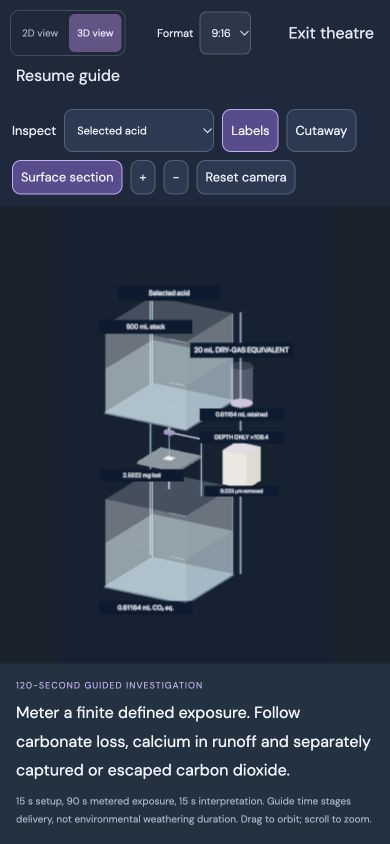 2D view 3D view Format 9:16 Exit theatre
Resume guide
Inspect Selected acid Labels Cutaway
Surface section + − Reset camera
Selected acid
500 mL stock
20 mL DRY-GAS EQUIVALENT
0.61164 mL retained
DEPTH ONLY ×108.4
2.5022 mg lost
9.233 µm removed
0.61164 mL CO₂ eq.
120-SECOND GUIDED INVESTIGATION
Meter a finite defined exposure. Follow
carbonate loss, calcium in runoff and separately
captured or escaped carbon dioxide.
15 s setup, 90 s metered exposure, 15 s interpretation. Guide time stages
delivery, not environmental weathering duration. Drag to orbit; scroll to zoom.